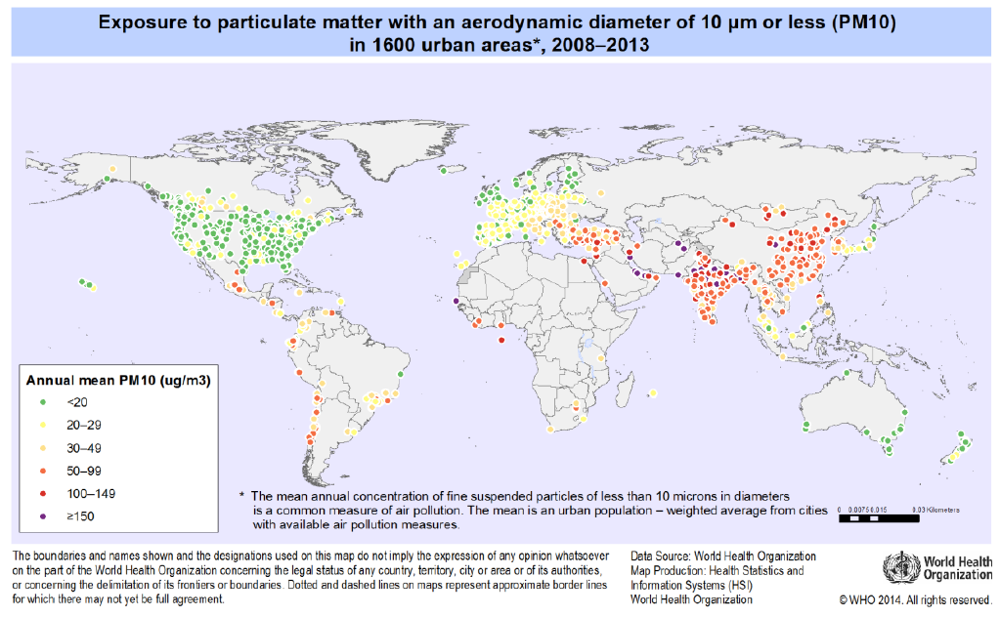 Exposure to particulate matter with an aerodynamic diameter of 10 µm or less (PM10)
in 1600 urban areas*, 2008–2013
Annual mean PM10 (ug/m3)
<20
20–29
30–49
50–99
100–149
≥150
* The mean annual concentration of fine suspended particles of less than 10 microns in diameters
is a common measure of air pollution. The mean is an urban population – weighted average from cities
with available air pollution measures.
0 0.0075 0.015 0.03 Kilometers
The boundaries and names shown and the designations used on this map do not imply the expression of any opinion whatsoever
on the part of the World Health Organization concerning the legal status of any country, territory, city or area or of its authorities,
or concerning the delimitation of its frontiers or boundaries. Dotted and dashed lines on maps represent approximate border lines
for which there may not yet be full agreement.
Data Source: World Health Organization
Map Production: Health Statistics and
Information Systems (HSI)
World Health Organization
World Health
Organization
© WHO 2014. All rights reserved.